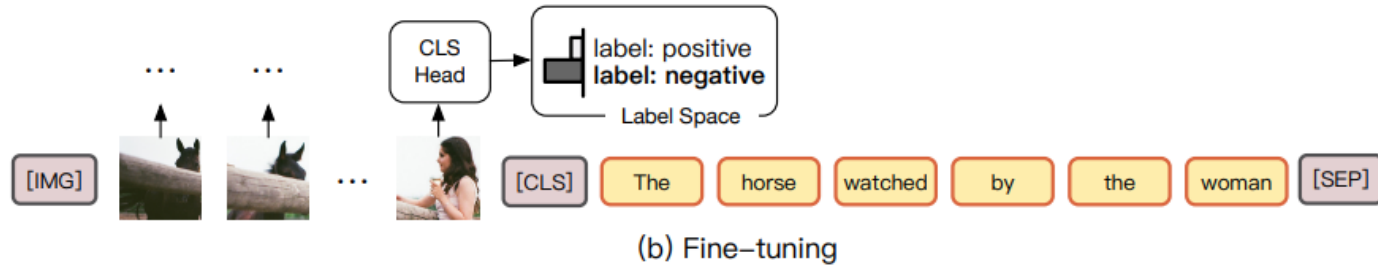 CLS
Head
label: positive
label: negative
Label Space
...
...
[IMG]
...
[CLS]
The
horse
watched
by
the
woman
[SEP]
(b) Fine-tuning